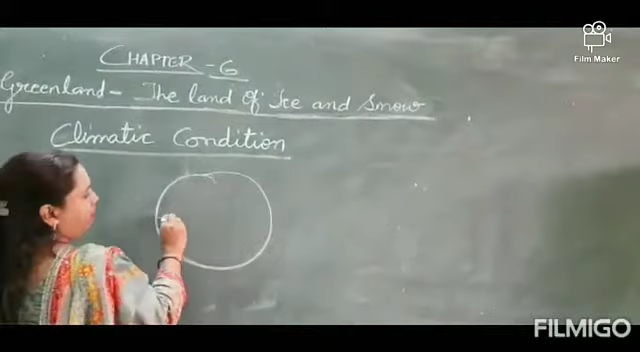 CHAPTER - 6
Greenland - The land of Ice and Snow
Climatic Condition
Film Maker
FILMIGO